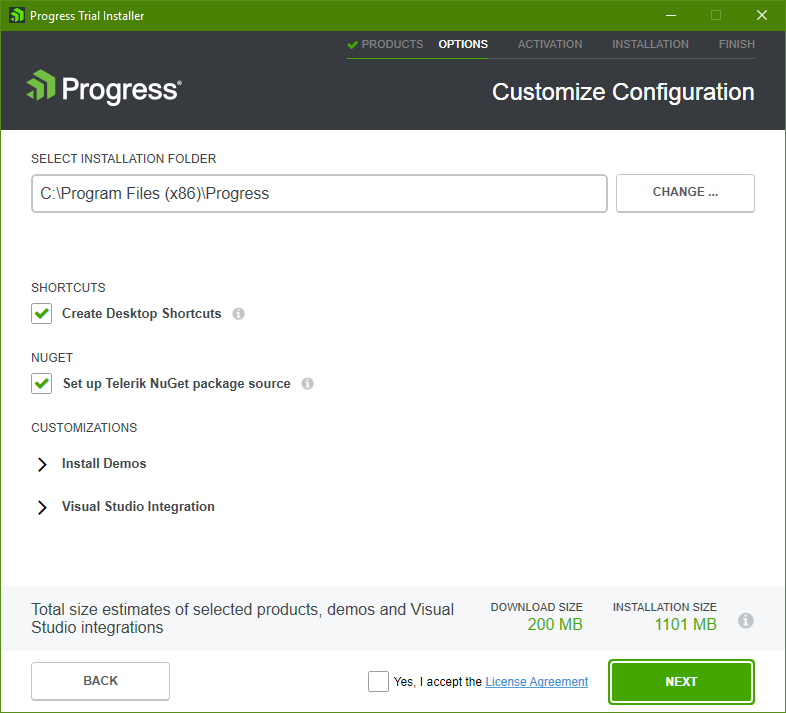 Progress Trial Installer
PRODUCTS OPTIONS ACTIVATION INSTALLATION FINISH
Progress®
Customize Configuration
SELECT INSTALLATION FOLDER
C:\Program Files (x86)\Progress
CHANGE ...
SHORTCUTS
Create Desktop Shortcuts
NUGET
Set up Telerik NuGet package source
CUSTOMIZATIONS
Install Demos
Visual Studio Integration
Total size estimates of selected products, demos and Visual
Studio integrations
DOWNLOAD SIZE
200 MB
INSTALLATION SIZE
1101 MB
BACK
Yes, I accept the License Agreement
NEXT